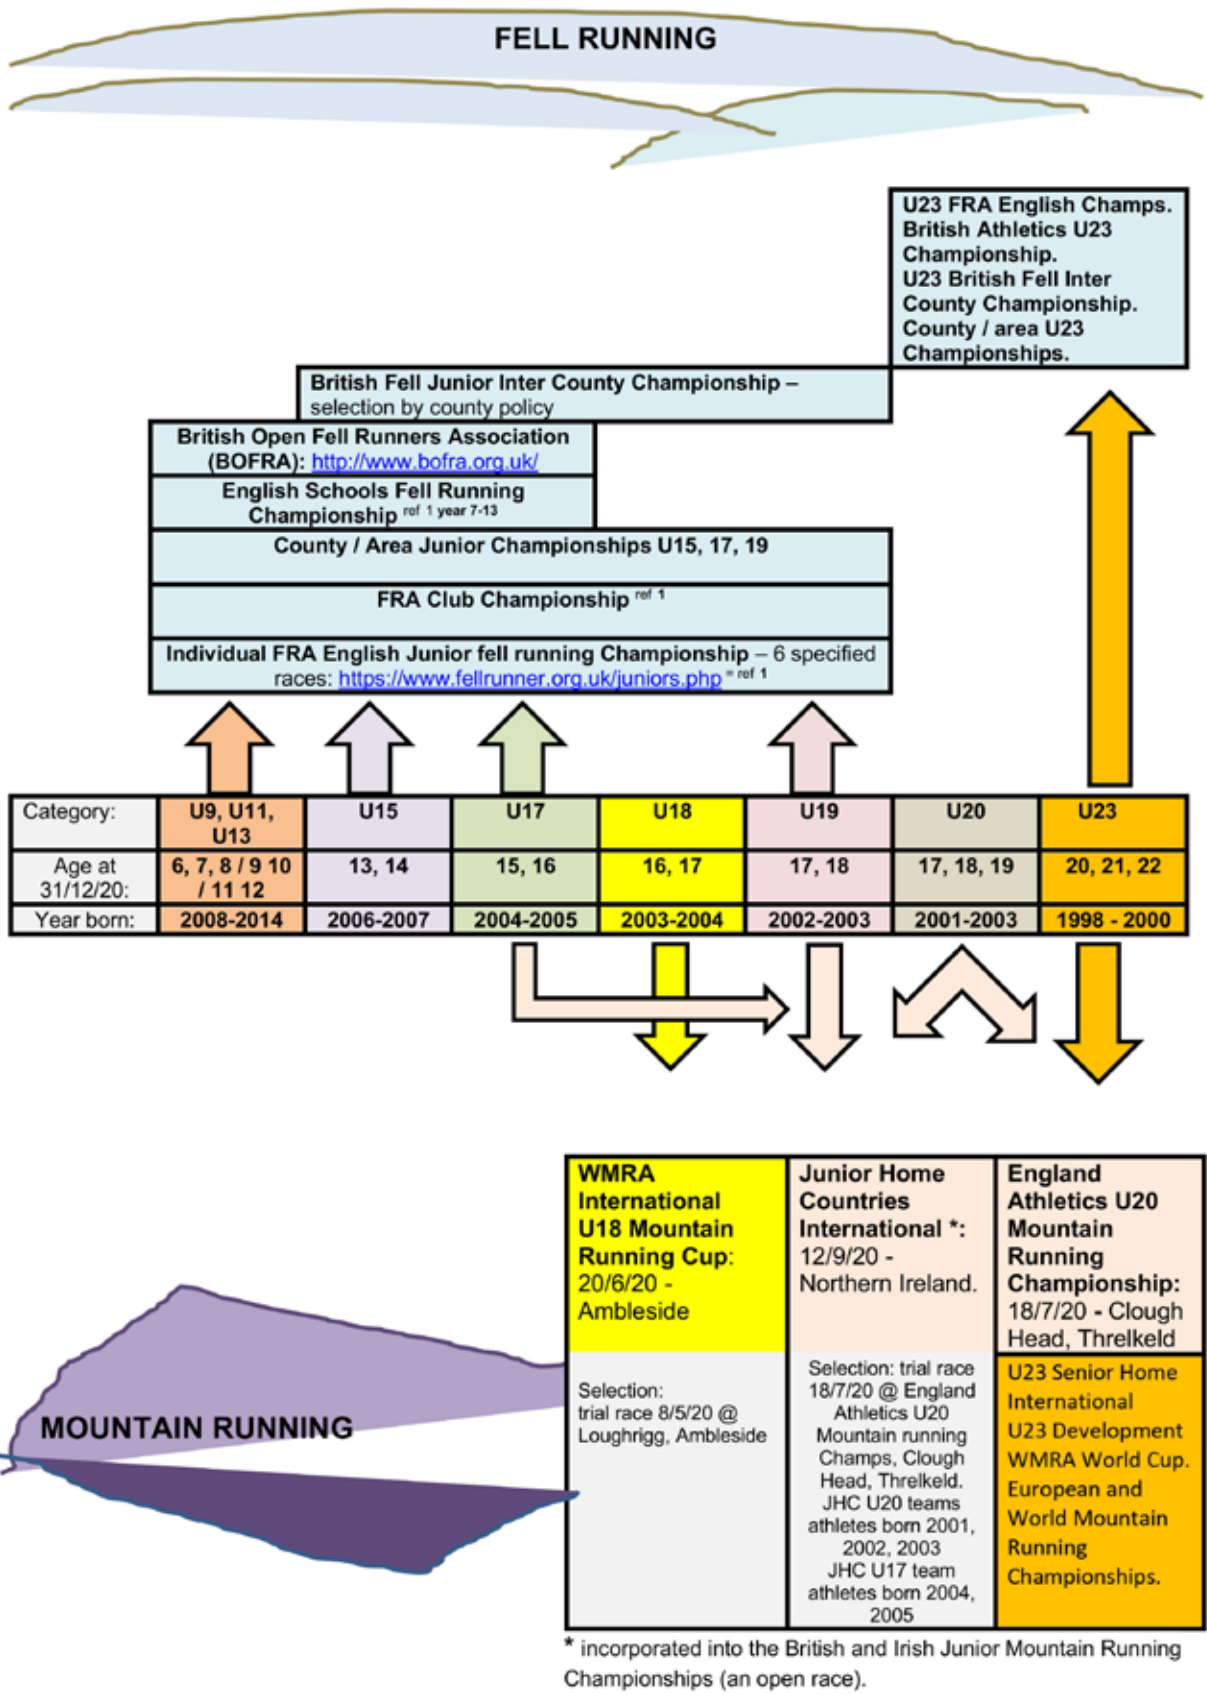 FELL RUNNING
U23 FRA English Champs.
British Athletics U23
Championship.
U23 British Fell Inter
County Championship.
County / area U23
Championships.
British Fell Junior Inter County Championship –
selection by county policy
British Open Fell Runners Association
(BOFRA): http://www.bofra.org.uk/
English Schools Fell Running
Championship ref 1 year 7-13
County / Area Junior Championships U15, 17, 19
FRA Club Championship ref 1
Individual FRA English Junior fell running Championship – 6 specified
races: https://www.fellrunner.org.uk/juniors.php = ref 1
Category:
U9, U11,
U13
U15
U17
U18
U19
U20
U23
Age at
31/12/20:
6, 7, 8 / 9 10
/ 11 12
13, 14
15, 16
16, 17
17, 18
17, 18, 19
20, 21, 22
Year born:
2008-2014
2006-2007
2004-2005
2003-2004
2002-2003
2001-2003
1998 - 2000
WMRA
International
U18 Mountain
Running Cup:
20/6/20 -
Ambleside
Selection:
trial race 8/5/20 @
Loughrigg, Ambleside
Junior Home
Countries
International *:
12/9/20 -
Northern Ireland.
Selection: trial race
18/7/20 @ England
Athletics U20
Mountain running
Champs, Clough
Head, Threlkeld.
JHC U20 teams
athletes born 2001,
2002, 2003
JHC U17 team
athletes born 2004,
2005
England
Athletics U20
Mountain
Running
Championship:
18/7/20 - Clough
Head, Threlkeld
U23 Senior Home
International
U23 Development
WMRA World Cup.
European and
World Mountain
Running
Championships.
MOUNTAIN RUNNING
* incorporated into the British and Irish Junior Mountain Running
Championships (an open race).